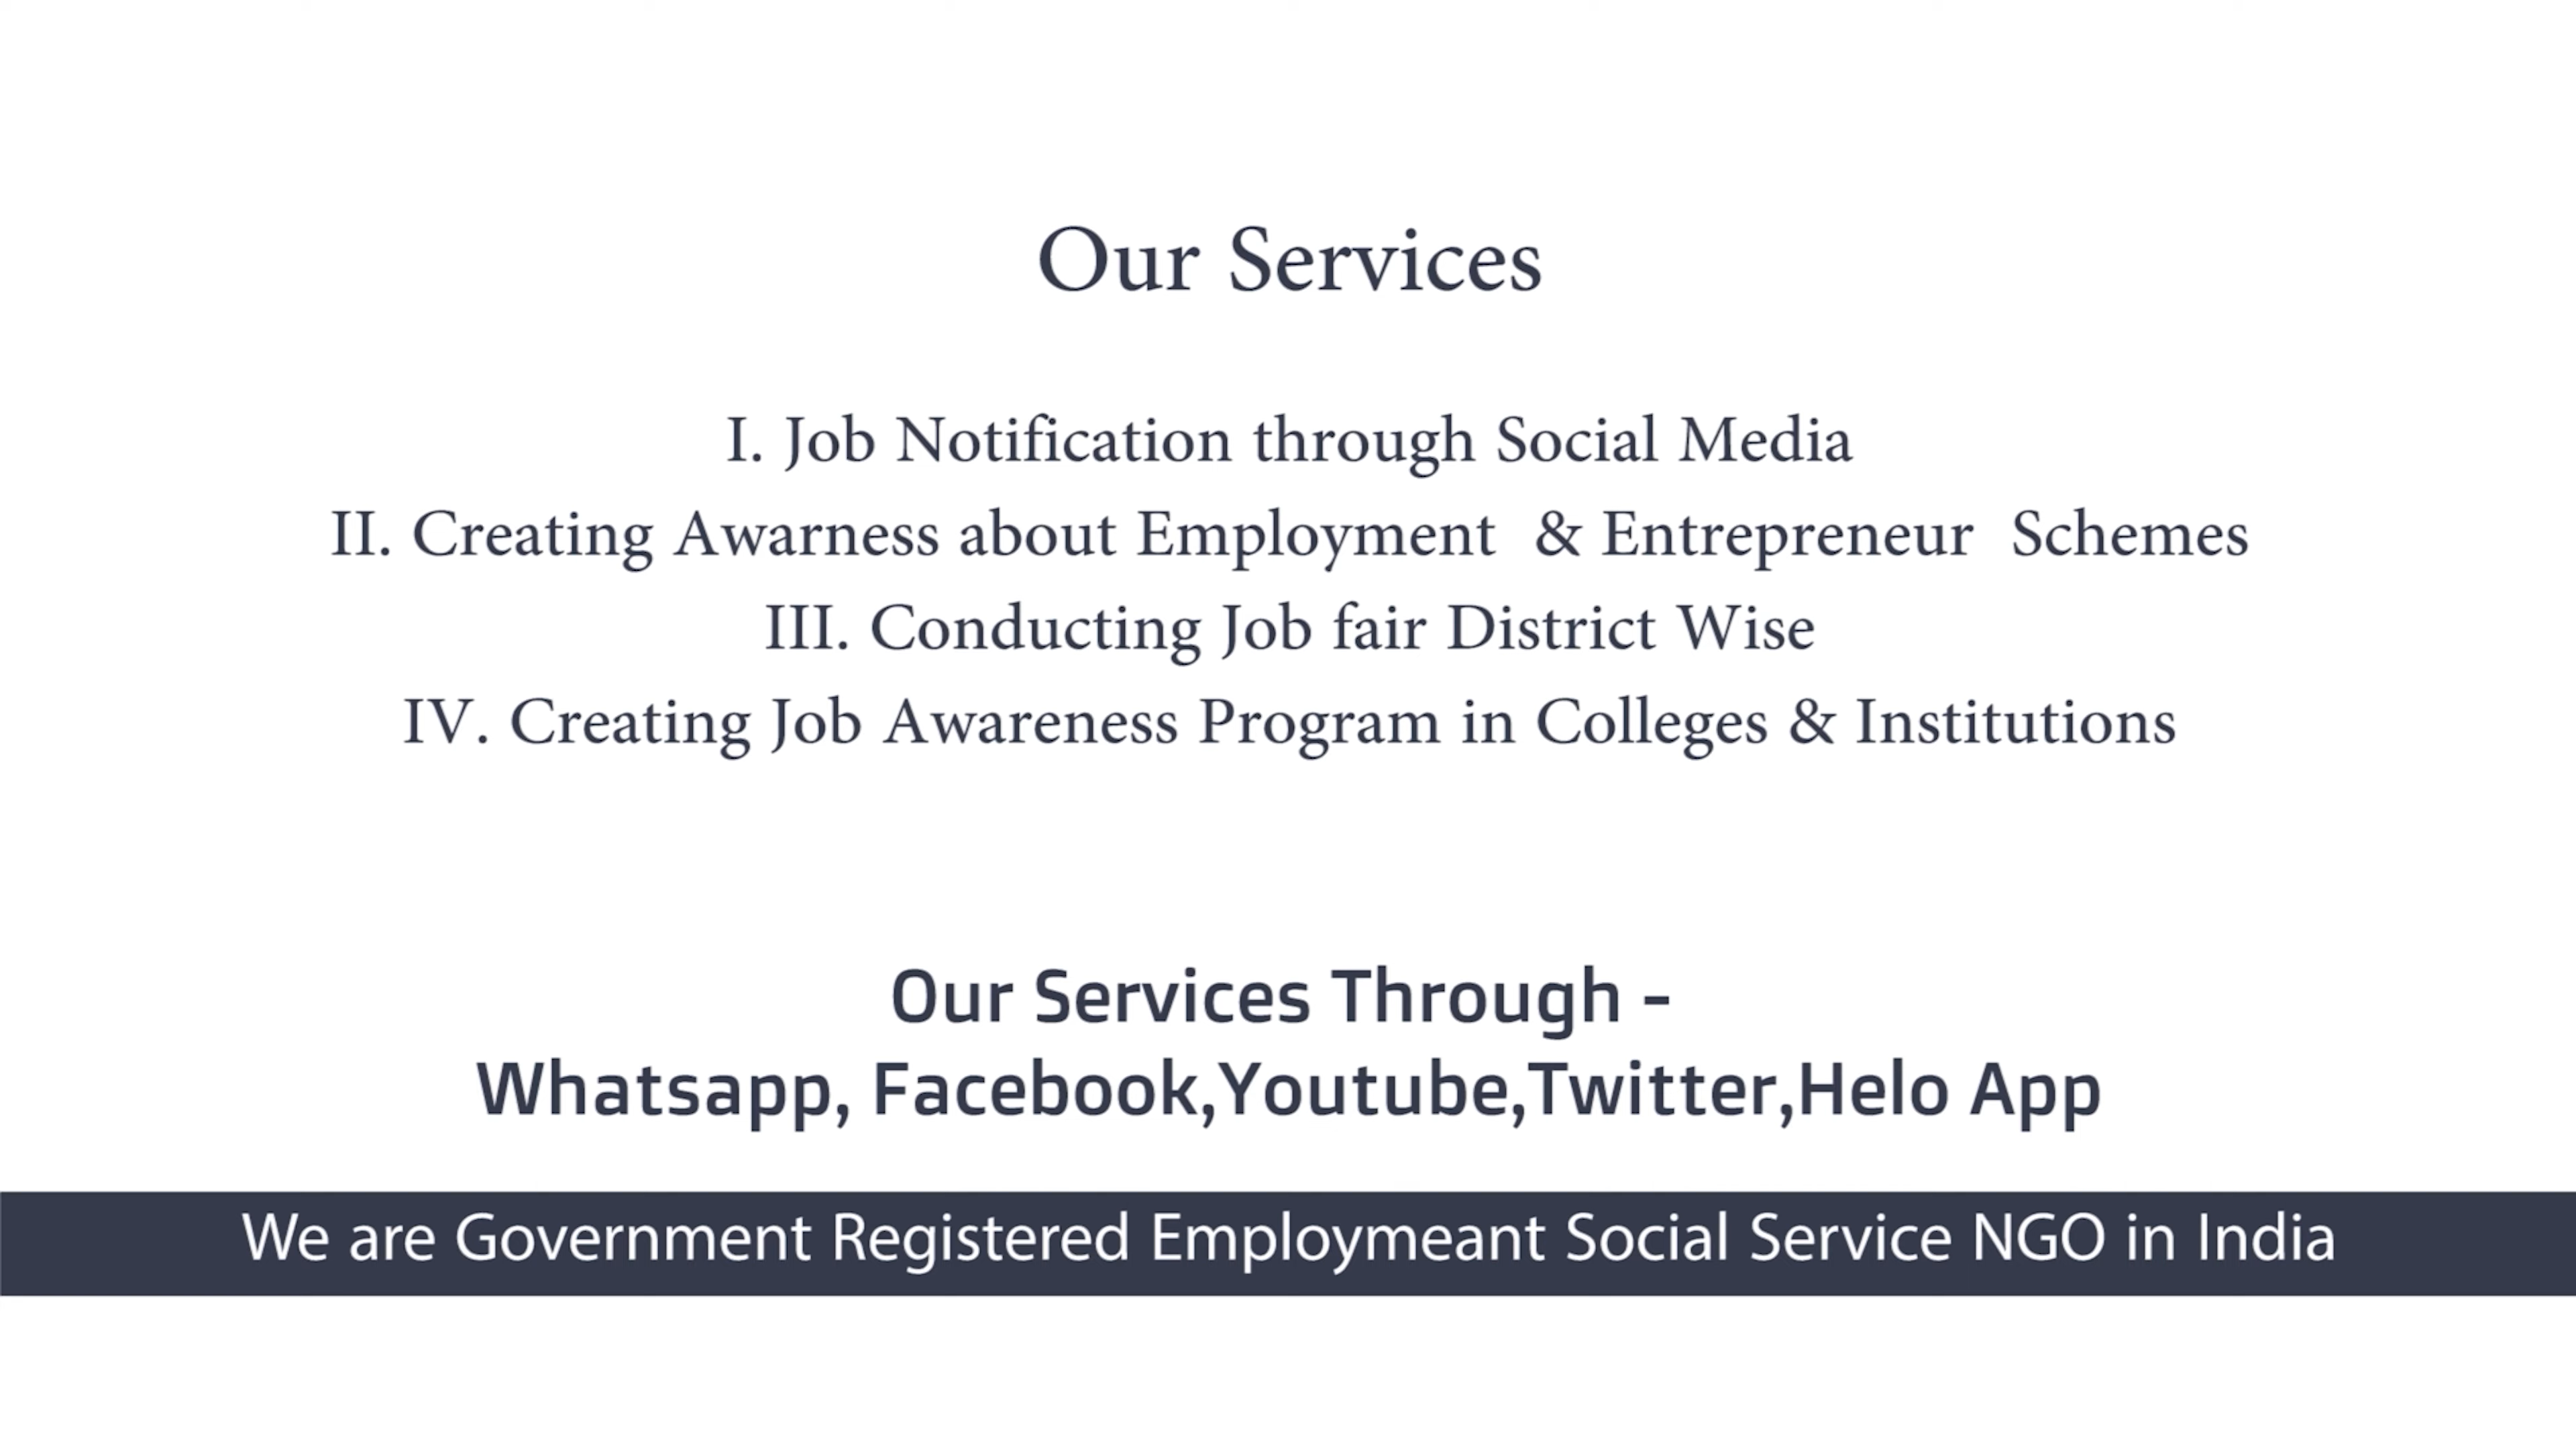 Our Services
I. Job Notification through Social Media
II. Creating Awarness about Employment & Entrepreneur Schemes
III. Conducting Job fair District Wise
IV. Creating Job Awareness Program in Colleges & Institutions
Our Services Through -
Whatsapp, Facebook,Youtube,Twitter,Helo App
We are Government Registered Employmeant Social Service NGO in India